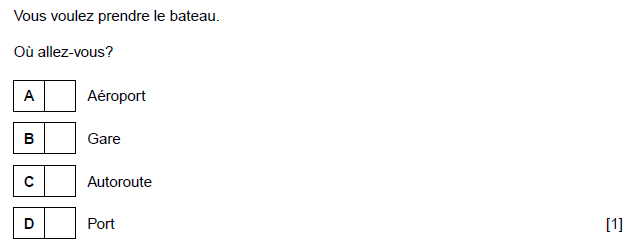 Vous voulez prendre le bateau.
Où allez-vous?
A Aéroport
B Gare
C Autoroute
D Port [1]